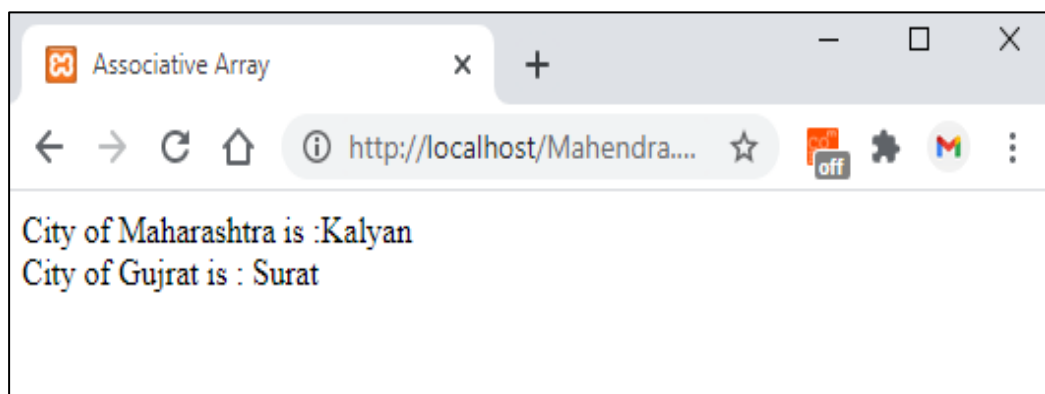 Associative Array
http://localhost/Mahendra....
off
City of Maharashtra is :Kalyan
City of Gujrat is : Surat